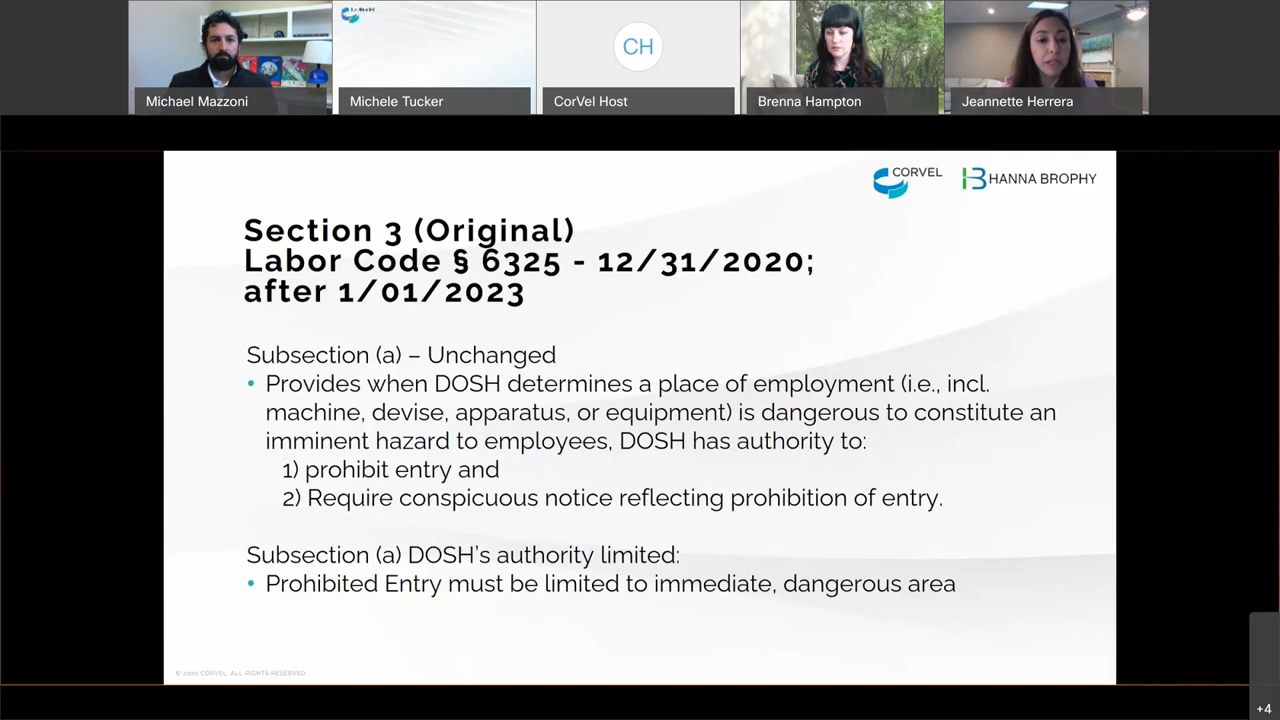 CH
Michael Mazzoni
Michele Tucker
CorVel Host
Brenna Hampton
Jeannette Herrera
CORVEL
HANNA BROPHY
Section 3 (Original)
Labor Code § 6325 - 12/31/2020;
after 1/01/2023
Subsection (a) – Unchanged
• Provides when DOSH determines a place of employment (i.e., incl.
machine, devise, apparatus, or equipment) is dangerous to constitute an
imminent hazard to employees, DOSH has authority to:
1) prohibit entry and
2) Require conspicuous notice reflecting prohibition of entry.
Subsection (a) DOSH's authority limited:
• Prohibited Entry must be limited to immediate, dangerous area
© 2020 CORVEL. ALL RIGHTS RESERVED.
+4